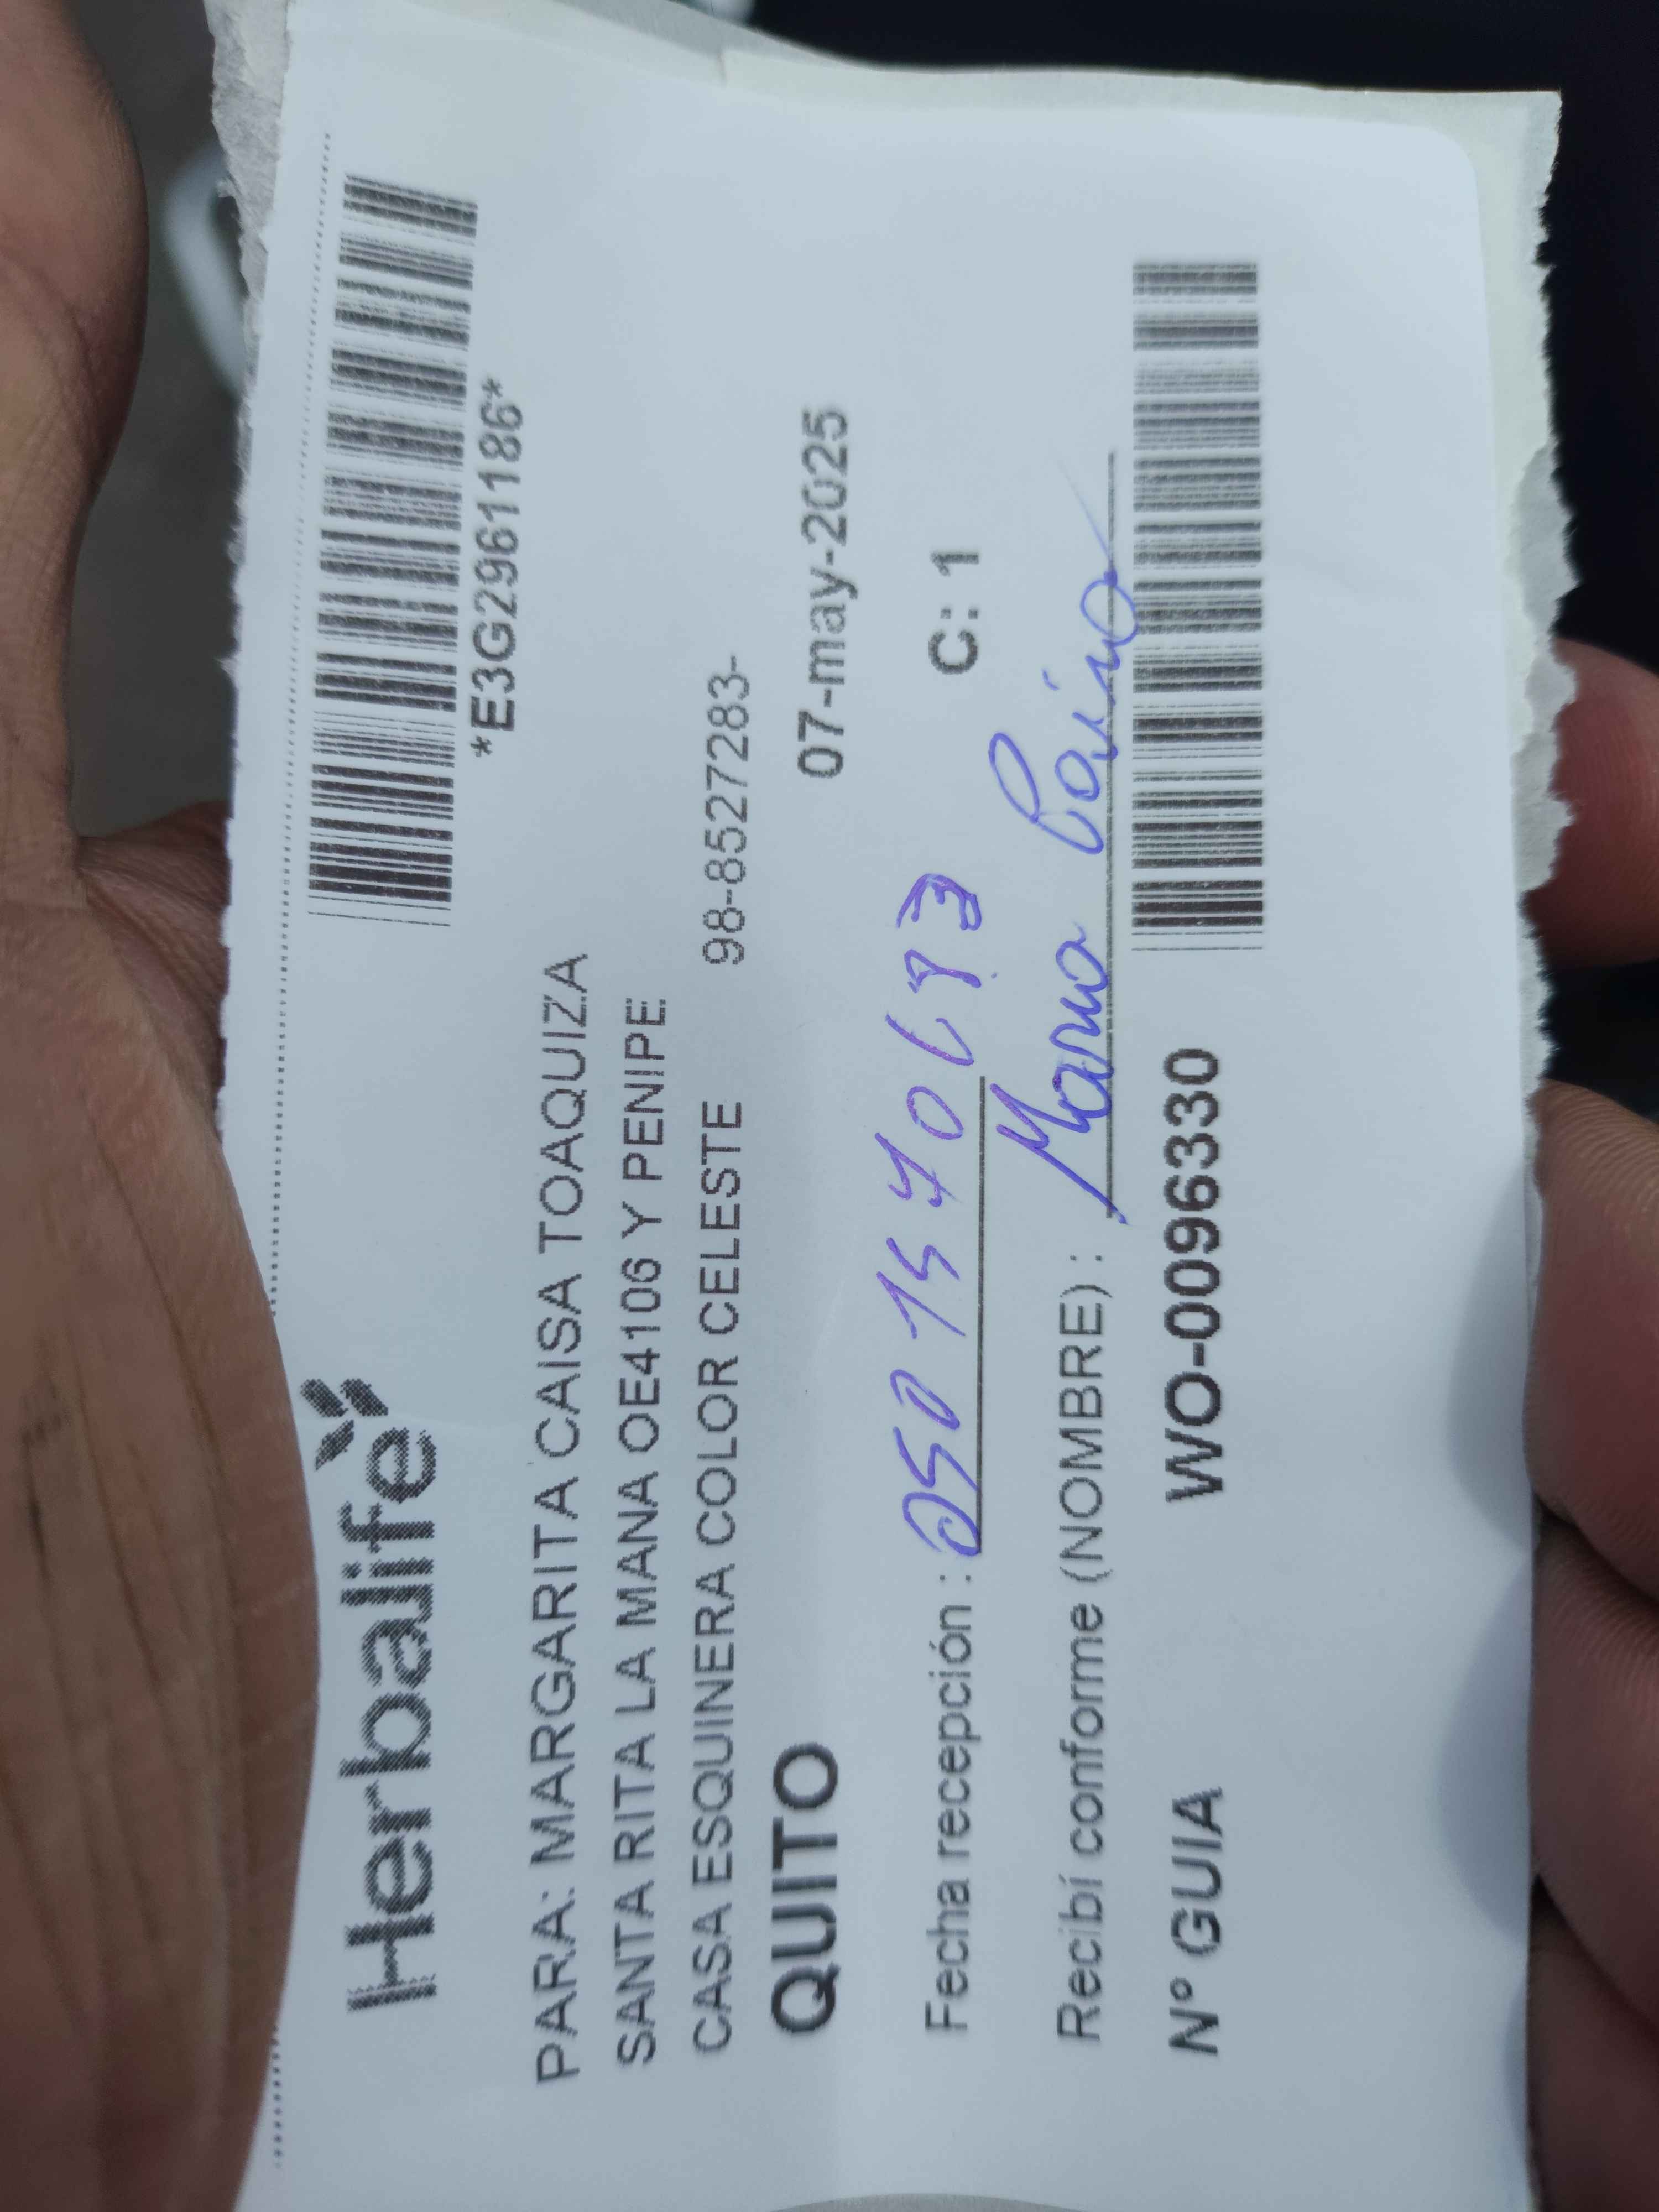 Herbalife
*E3G2961186*
PARA: MARGARITA CAISA TOAQUIZA
SANTA RITA LA MANA OE4106 Y PENIPE
CASA ESQUINERA COLOR CELESTE 98-8527283-
QUITO 07-may-2025
Fecha recepción : C: 1
Recibí conforme (NOMBRE) :
Nº GUIA WO-0096330